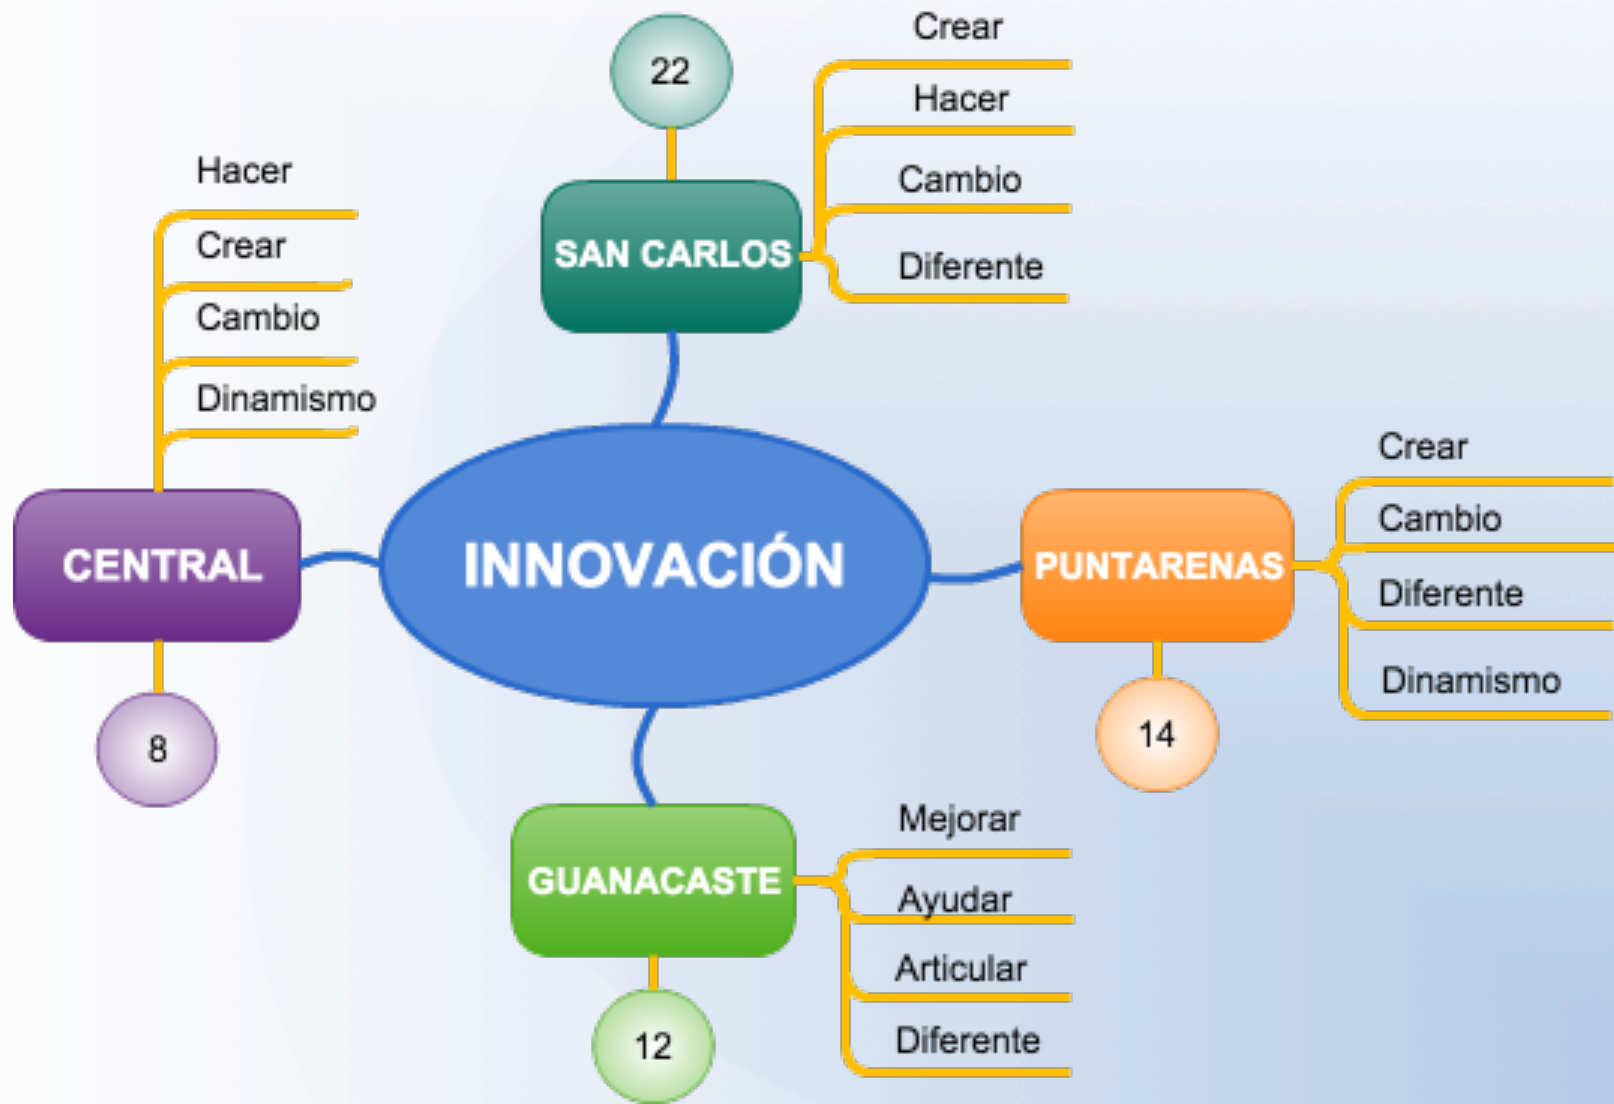 22
SAN CARLOS
Crear
Hacer
Cambio
Diferente
Hacer
Crear
Cambio
Dinamismo
CENTRAL
8
INNOVACIÓN
PUNTARENAS
14
Crear
Cambio
Diferente
Dinamismo
GUANACASTE
12
Mejorar
Ayudar
Articular
Diferente